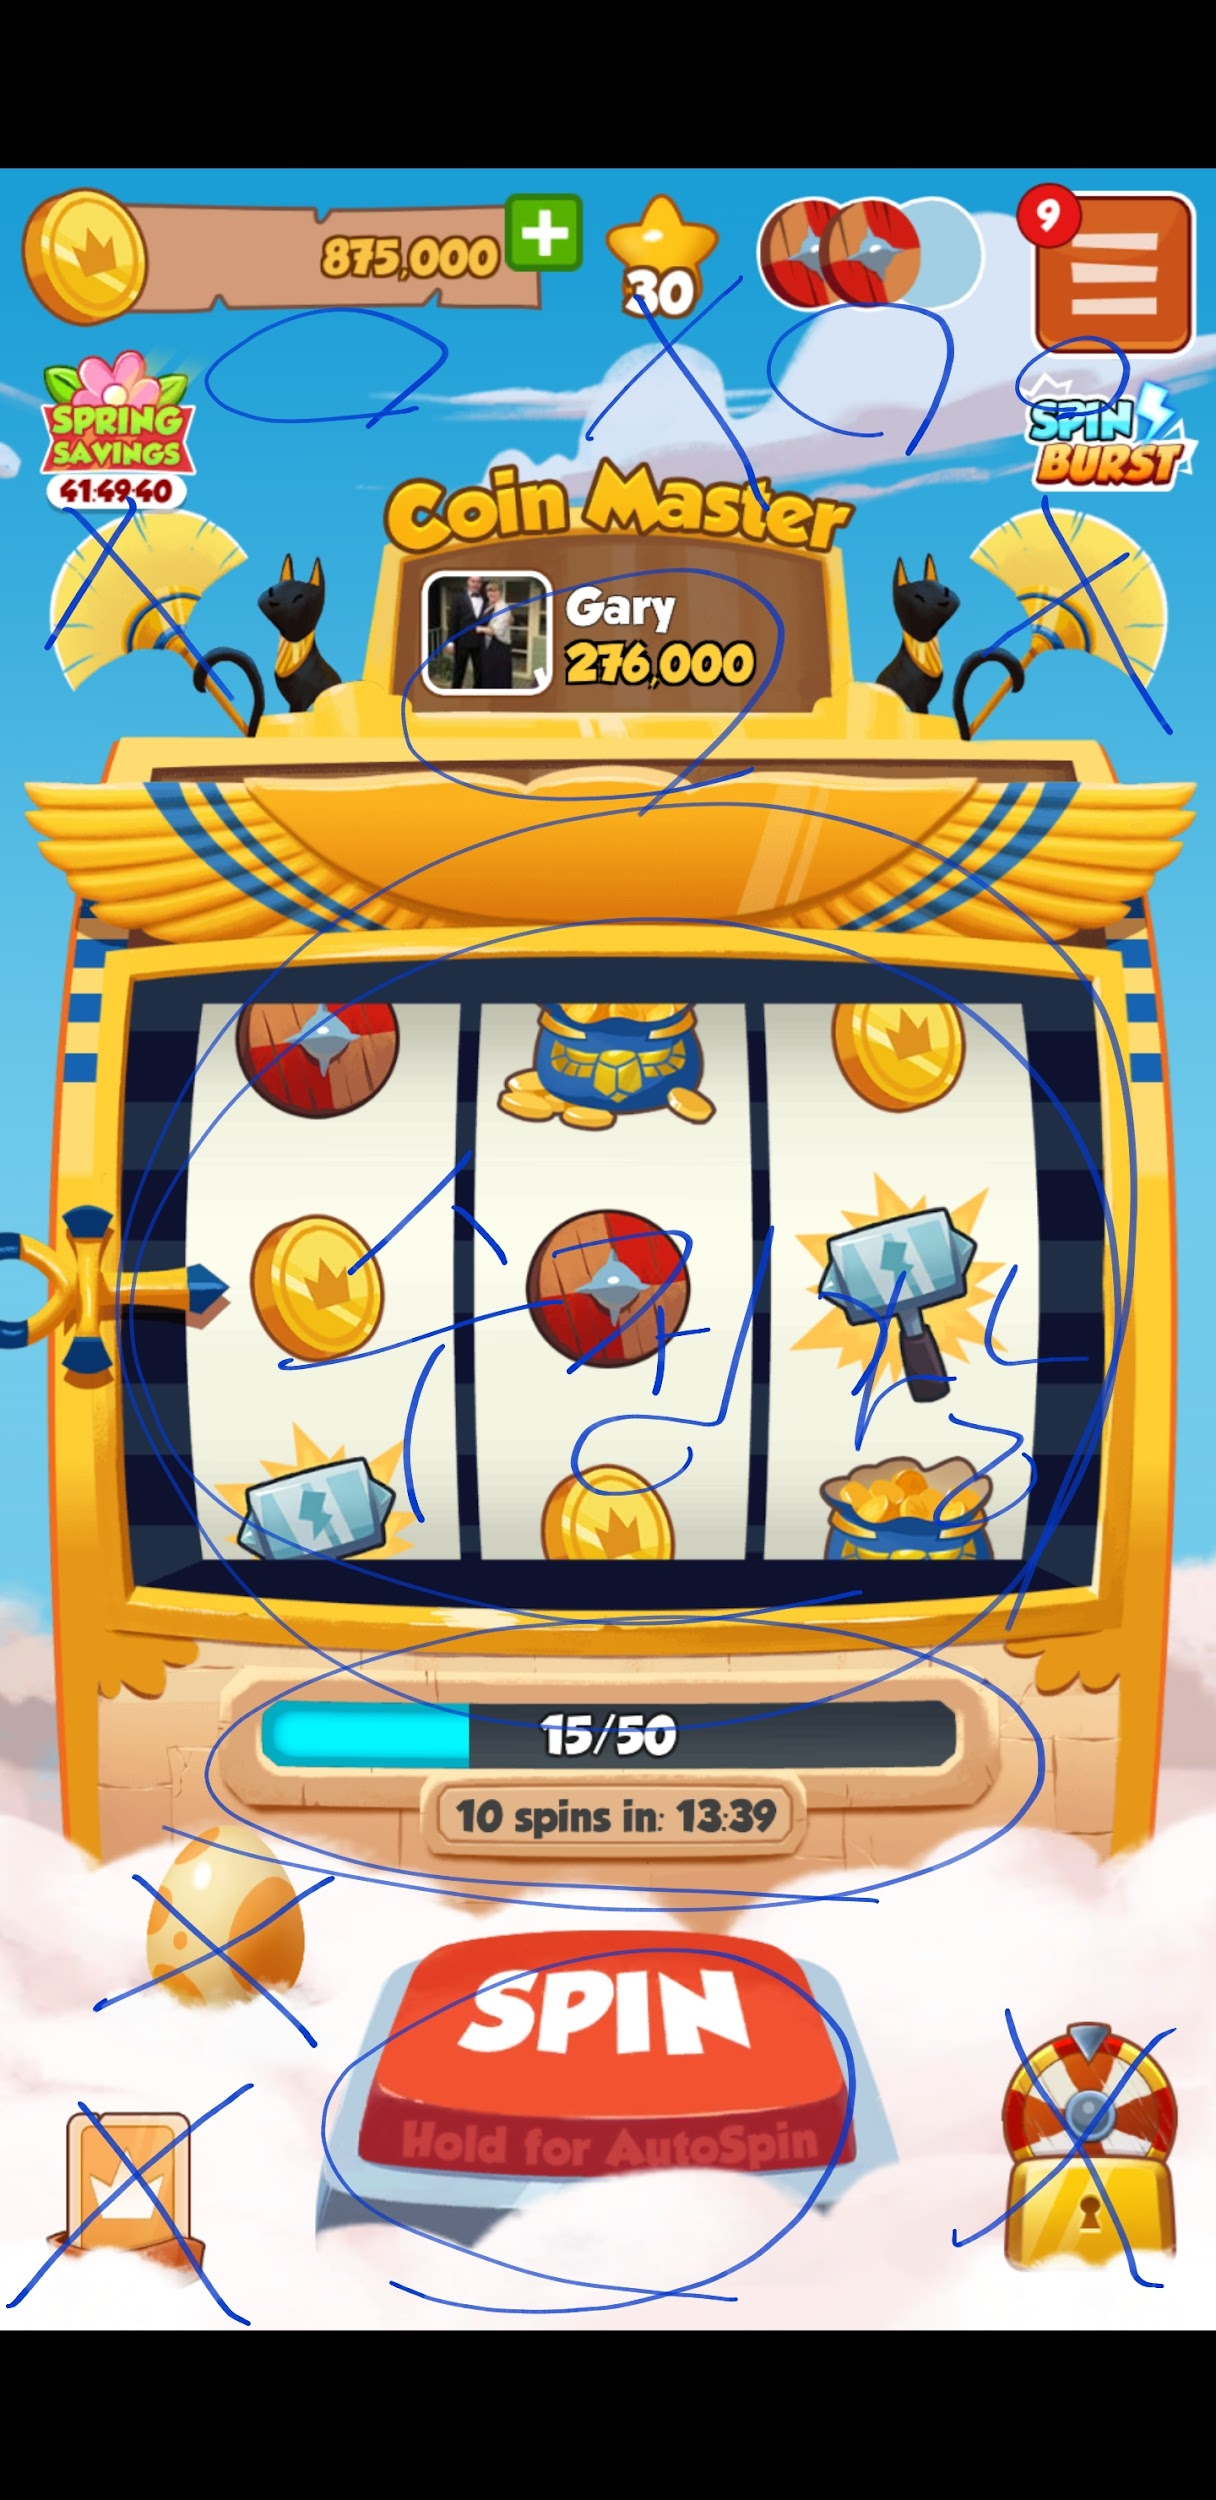 875,000
30
9
SPRING
SAVINGS
41:49:40
SPIN
BURST
Coin Master
Gary
276,000
15/50
10 spins in: 13:39
SPIN
Hold for AutoSpin